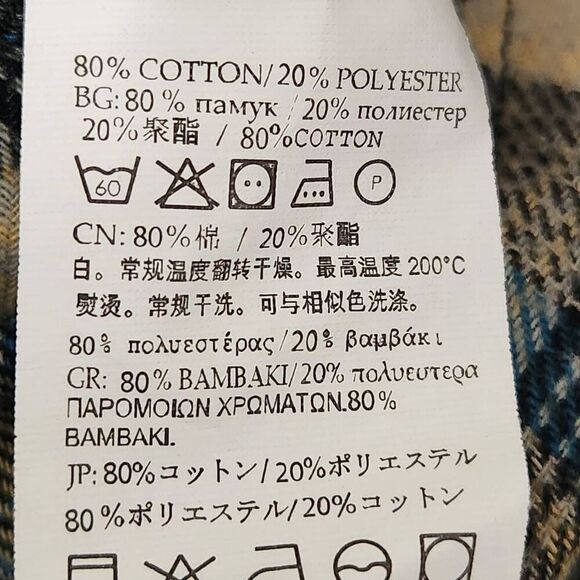 80% COTTON/20% POLYESTER
BG: 80 % памук / 20% полиестер
20%聚酯 / 80%COTTON
60 P
CN: 80%棉 / 20%聚酯
白。常规温度翻转干燥。最高温度 200°C
熨烫。常规干洗。可与相似色洗涤。
80% πολυεστέρας/20% βαμβάκι
GR: 80% ΒΑΜΒΑΚΙ/20% πολυεστερα
ΠΑΡΟΜΟΙΩΝ ΧΡΩΜΑΤΩΝ.80%
ΒΑΜΒΑΚΙ.
JP: 80%コットン/20%ポリエステル
80%ポリエステル/20%コットン